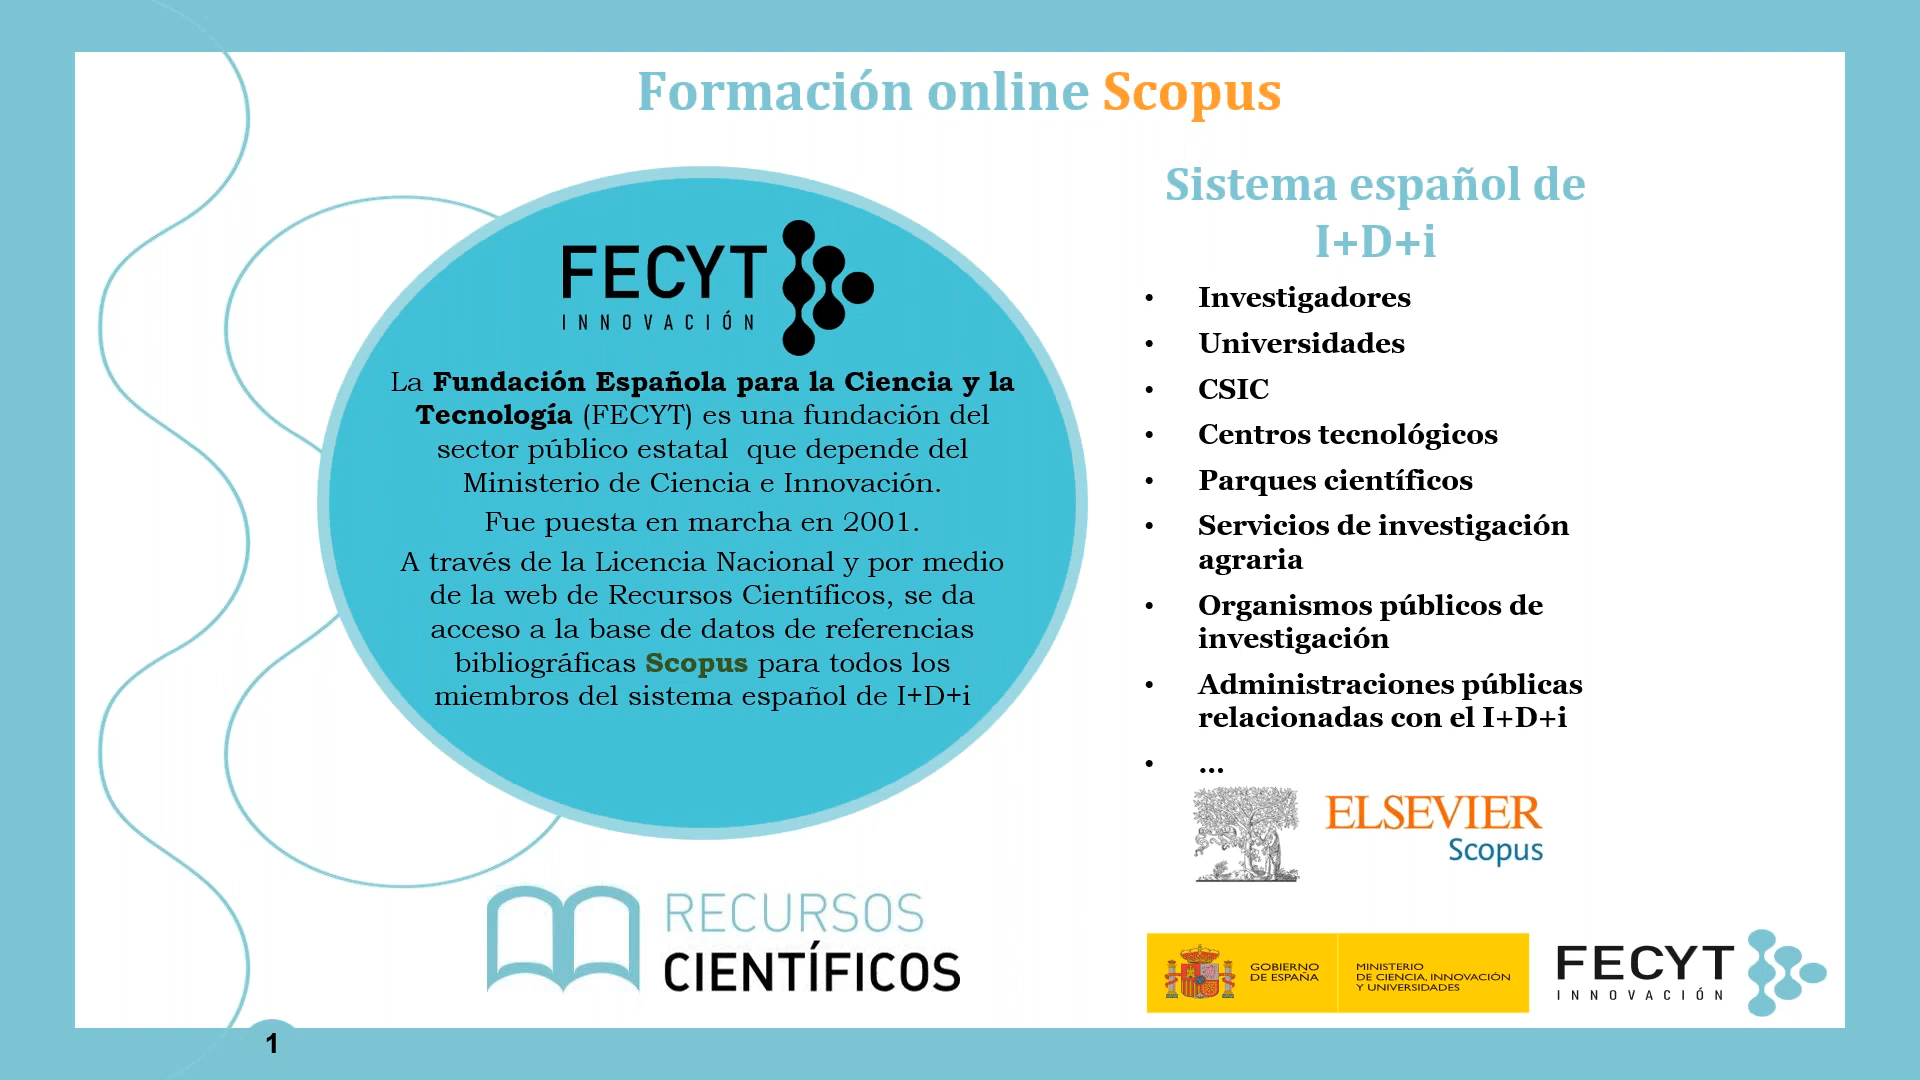 Formación online Scopus
FECYT
INNOVACIÓN
La Fundación Española para la Ciencia y la
Tecnología (FECYT) es una fundación del
sector público estatal  que depende del
Ministerio de Ciencia e Innovación.
Fue puesta en marcha en 2001.
A través de la Licencia Nacional y por medio
de la web de Recursos Científicos, se da
acceso a la base de datos de referencias
bibliográficas Scopus para todos los
miembros del sistema español de I+D+i
Sistema español de
I+D+i
• Investigadores
• Universidades
• CSIC
• Centros tecnológicos
• Parques científicos
• Servicios de investigación
agraria
• Organismos públicos de
investigación
• Administraciones públicas
relacionadas con el I+D+i
• ...
ELSEVIER
Scopus
RECURSOS
CIENTÍFICOS
GOBIERNO
DE ESPAÑA
MINISTERIO
DE CIENCIA, INNOVACIÓN
Y UNIVERSIDADES
FECYT
INNOVACIÓN
1